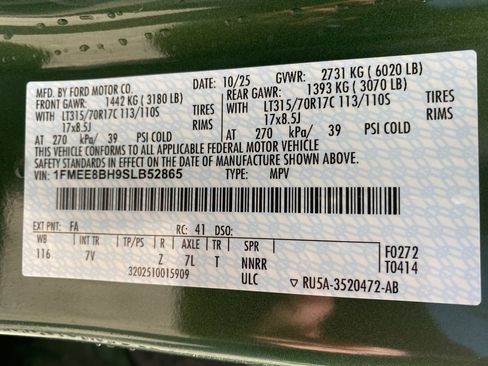 MFD. BY FORD MOTOR CO. DATE: 10/25 GVWR: 2731 KG ( 6020 LB)
FRONT GAWR: 1442 KG ( 3180 LB) REAR GAWR: 1393 KG ( 3070 LB)
WITH LT315/70R17C 113/110S TIRES WITH LT315/70R17C 113/110S TIRES
17x8.5J RIMS 17x8.5J RIMS
AT 270 kPa/ 39 PSI COLD AT 270 kPa/ 39 PSI COLD
THIS VEHICLE CONFORMS TO ALL APPLICABLE FEDERAL MOTOR VEHICLE
SAFETY STANDARDS IN EFFECT ON THE DATE OF MANUFACTURE SHOWN ABOVE.
VIN: 1FMEE8BH9SLB52865 TYPE: MPV
EXT PNT: FA RC: 41 DSO:
WB INT TR TP/PS R AXLE TR SPR F0272
116 7V Z 7L T NNRR T0414
3202510015909 ULC ▽ RU5A-3520472-AB